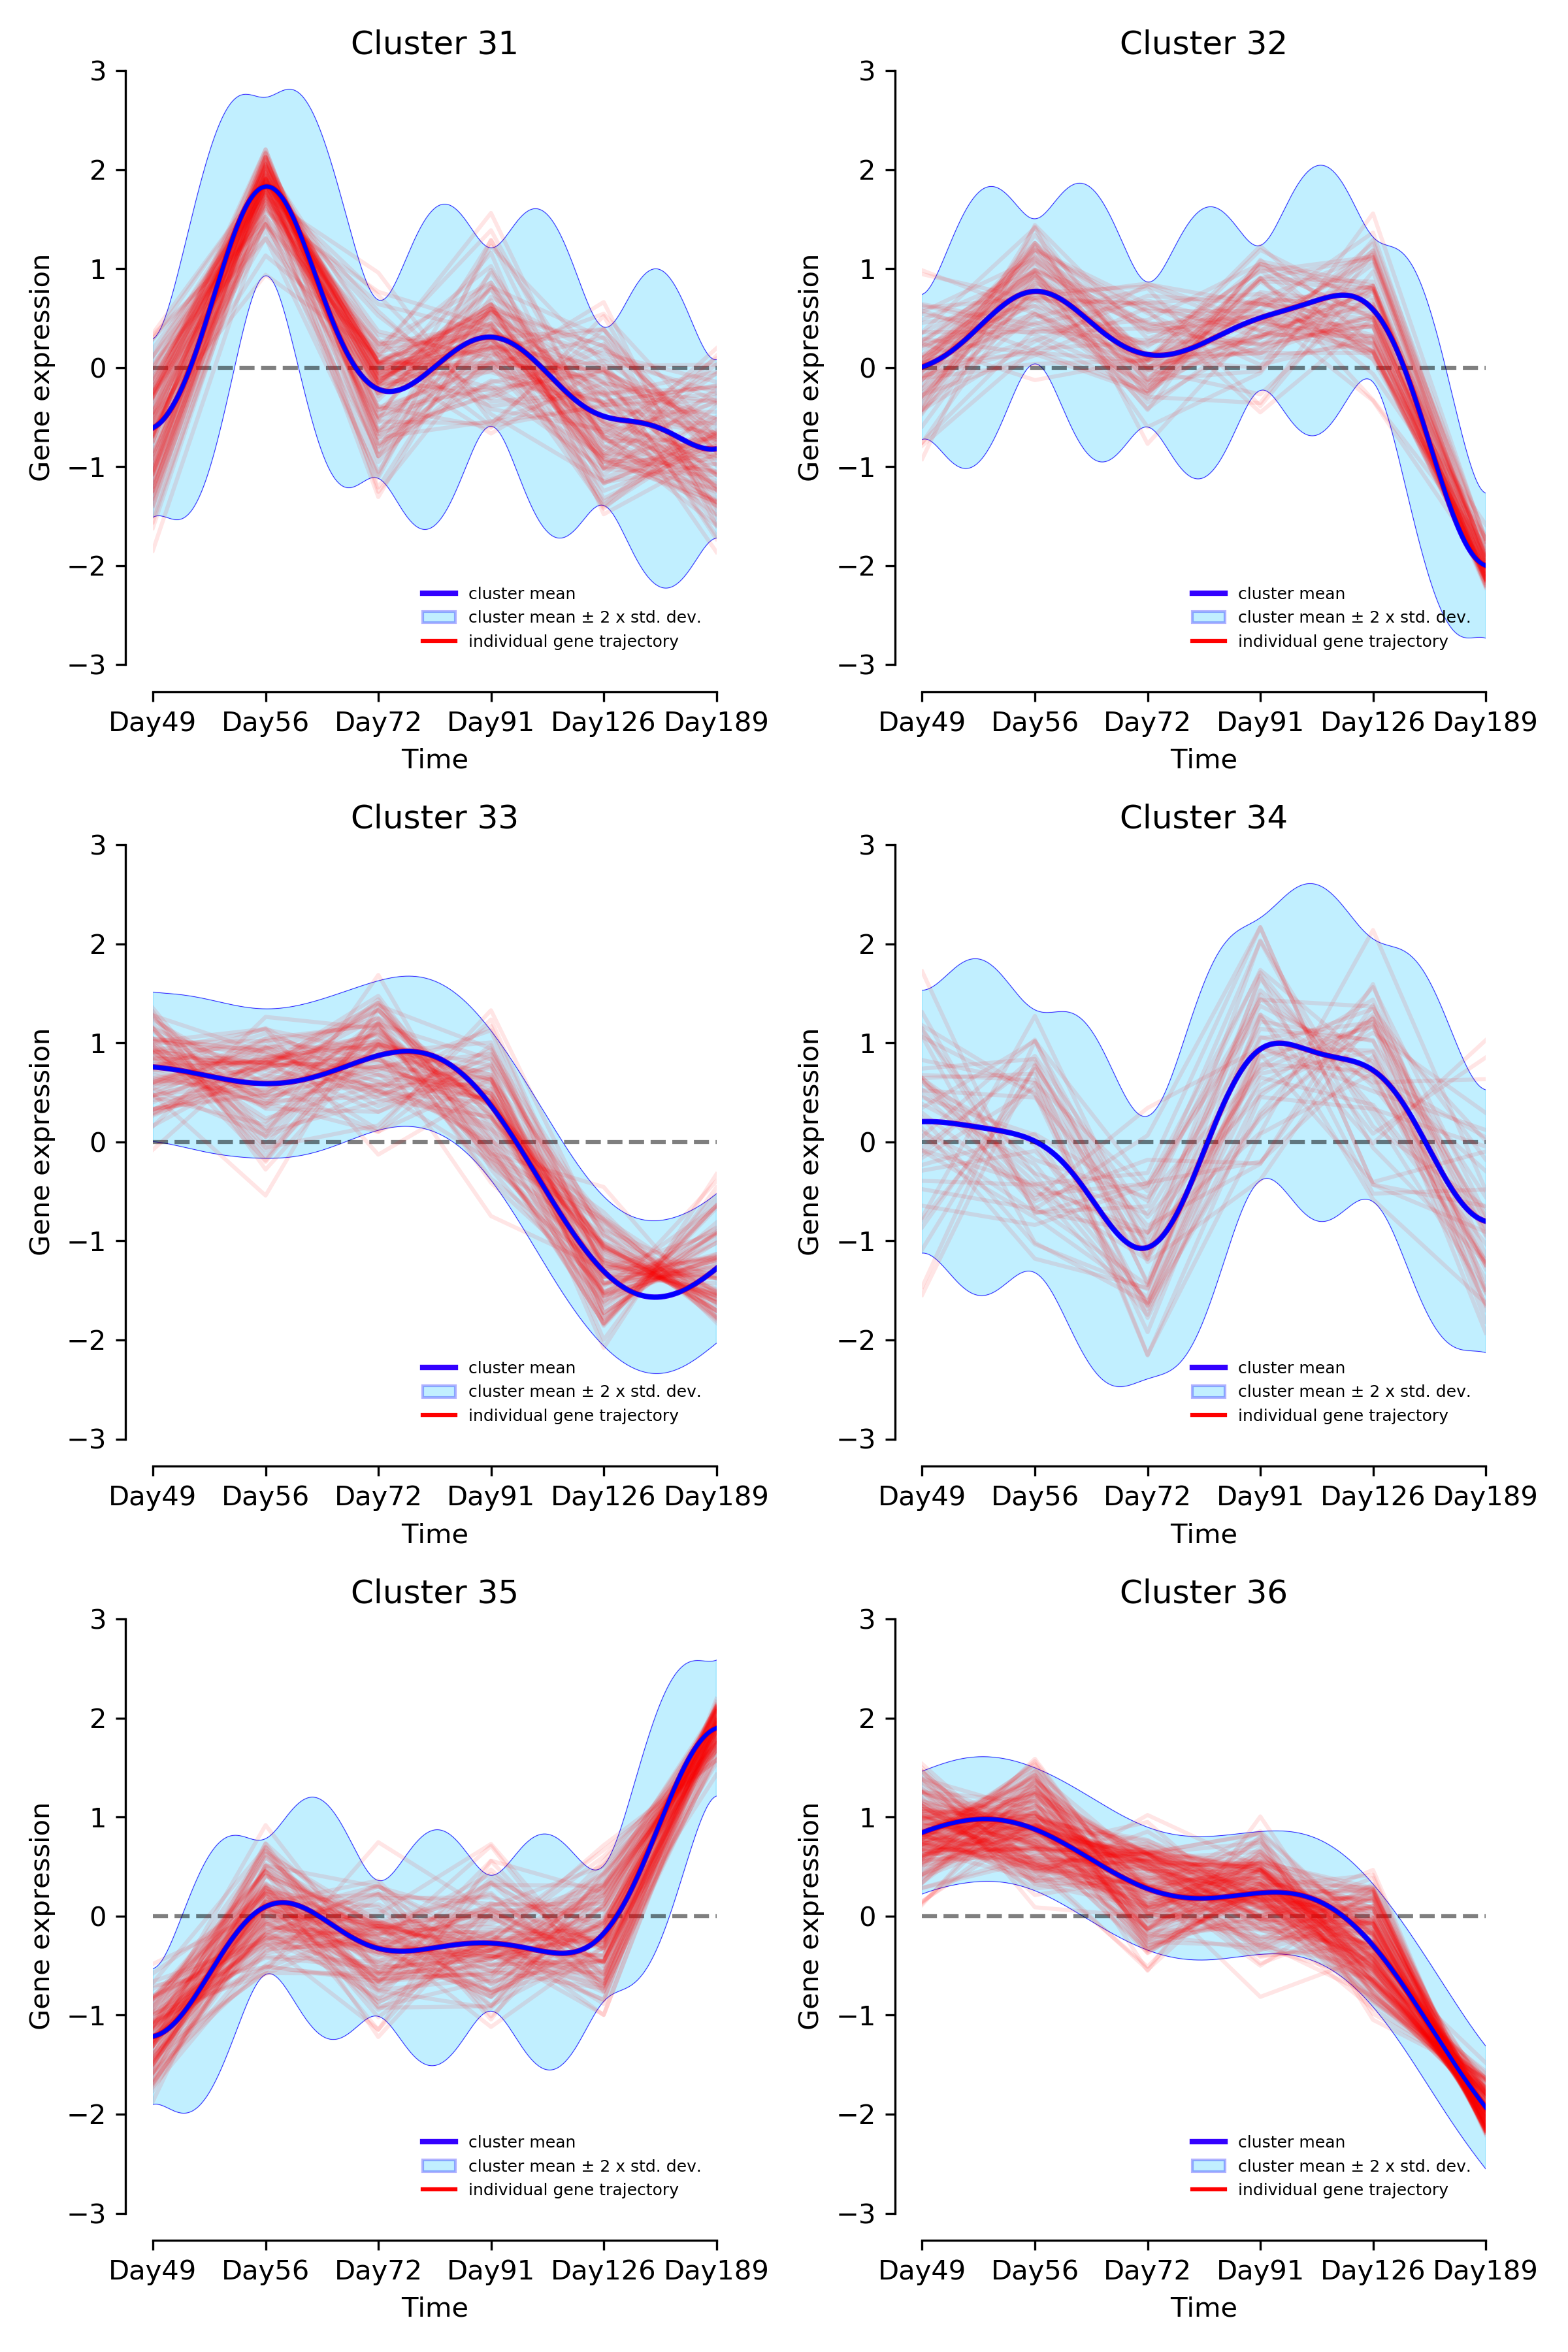 Cluster 31
Gene expression
3
2
1
0
−1
−2
−3
cluster mean
cluster mean ± 2 x std. dev.
individual gene trajectory
Day49 Day56 Day72 Day91 Day126 Day189
Time
Cluster 32
Gene expression
3
2
1
0
−1
−2
−3
cluster mean
cluster mean ± 2 x std. dev.
individual gene trajectory
Day49 Day56 Day72 Day91 Day126 Day189
Time
Cluster 33
Gene expression
3
2
1
0
−1
−2
−3
cluster mean
cluster mean ± 2 x std. dev.
individual gene trajectory
Day49 Day56 Day72 Day91 Day126 Day189
Time
Cluster 34
Gene expression
3
2
1
0
−1
−2
−3
cluster mean
cluster mean ± 2 x std. dev.
individual gene trajectory
Day49 Day56 Day72 Day91 Day126 Day189
Time
Cluster 35
Gene expression
3
2
1
0
−1
−2
−3
cluster mean
cluster mean ± 2 x std. dev.
individual gene trajectory
Day49 Day56 Day72 Day91 Day126 Day189
Time
Cluster 36
Gene expression
3
2
1
0
−1
−2
−3
cluster mean
cluster mean ± 2 x std. dev.
individual gene trajectory
Day49 Day56 Day72 Day91 Day126 Day189
Time